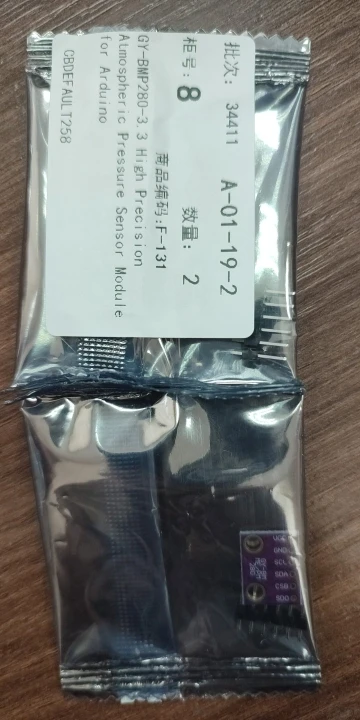 批次: 34411 A-01-19-2
柜号: 8 数量: 2
商品编码:F-131
GY-BMP280-3.3 High Precision
Atmospheric Pressure Sensor Module
for Arduino
CBDEFAULT258